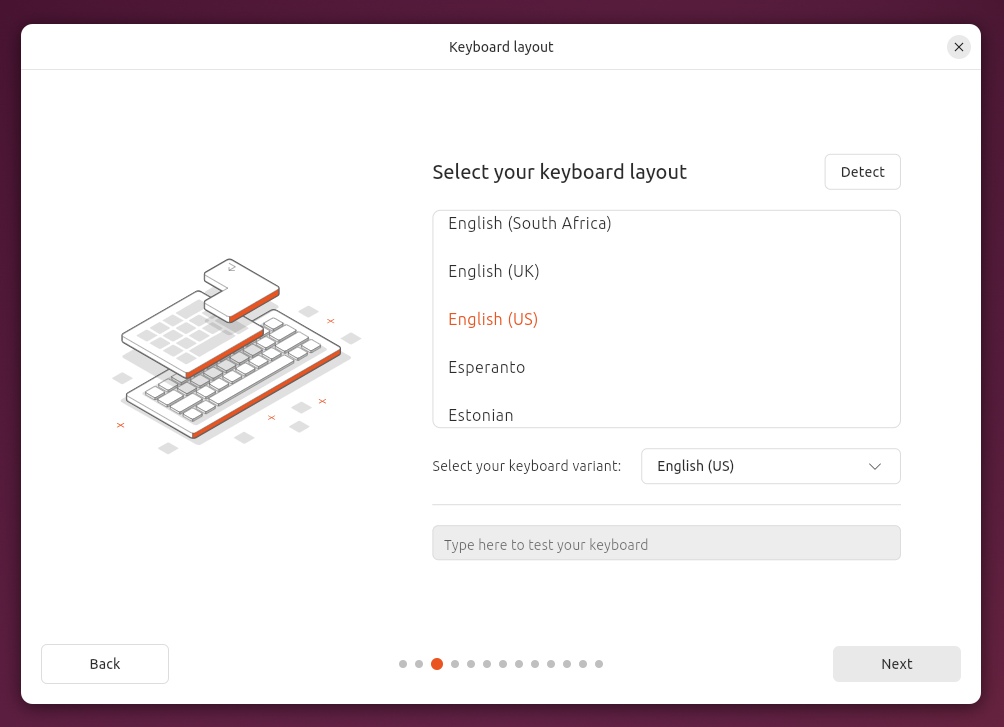 Keyboard layout
Select your keyboard layout
Detect
English (South Africa)
English (UK)
English (US)
Esperanto
Estonian
Select your keyboard variant:
English (US)
Type here to test your keyboard
Back
Next